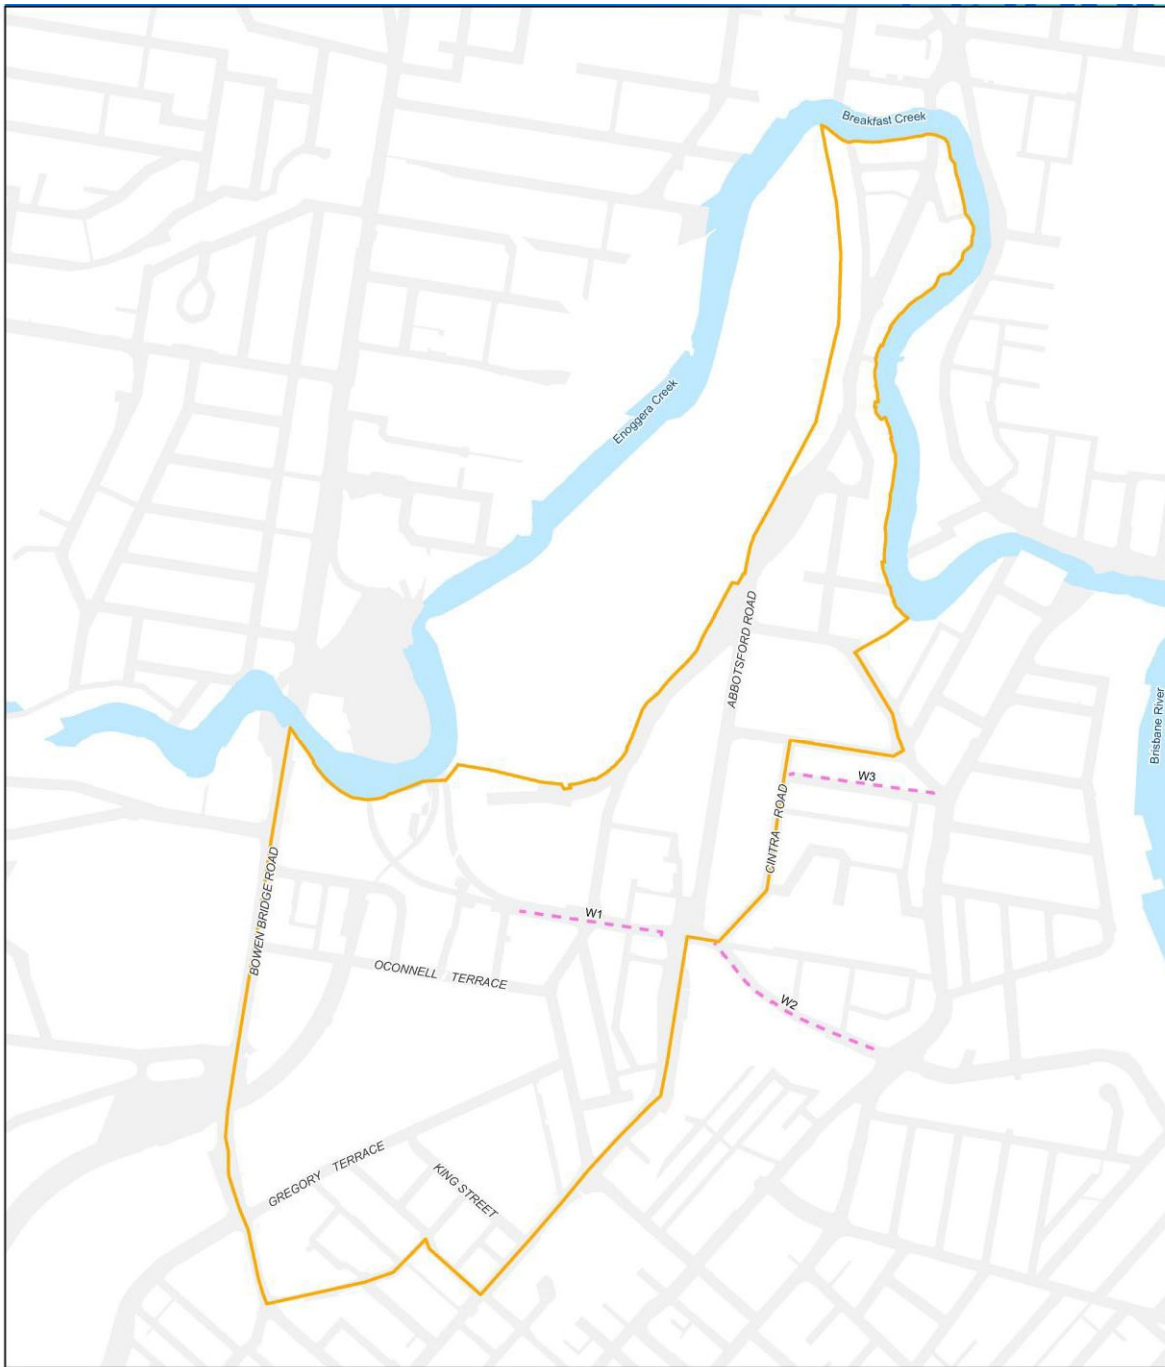 Breakfast Creek
Enoggera Creek
ABBOTSFORD ROAD
Brisbane River
W3
CINTRA ROAD
BOWEN BRIDGE ROAD
W1
OCONNELL TERRACE
W2
GREGORY TERRACE
KING STREET